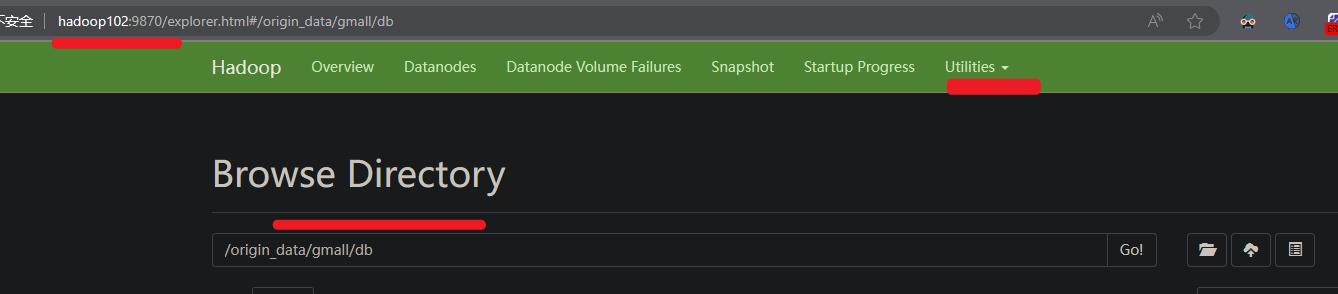 不安全 hadoop102:9870/explorer.html#/origin_data/gmall/db
Hadoop Overview Datanodes Datanode Volume Failures Snapshot Startup Progress Utilities
Browse Directory
/origin_data/gmall/db Go!